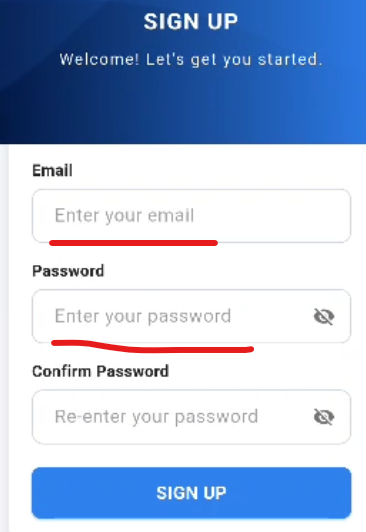 SIGN UP
Welcome! Let's get you started.
Email
Enter your email
Password
Enter your password
Confirm Password
Re-enter your password
SIGN UP